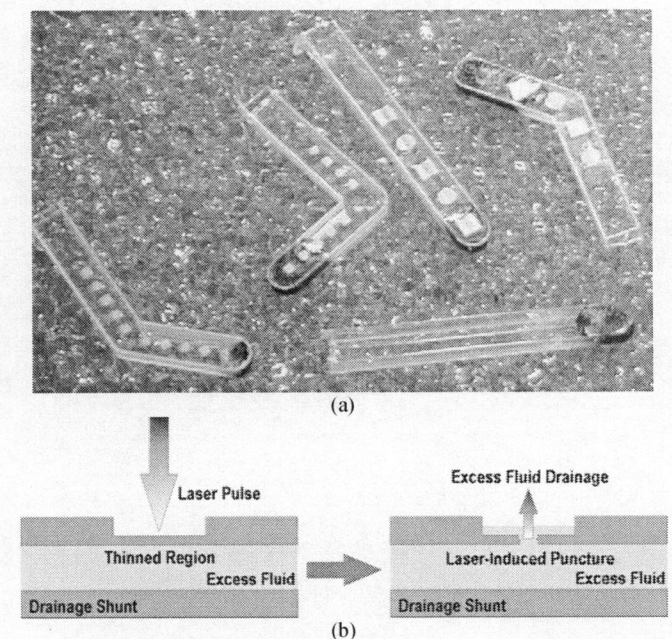 (a)
Laser Pulse
Thinned Region
Excess Fluid
Drainage Shunt
Excess Fluid Drainage
Laser-Induced Puncture
Excess Fluid
Drainage Shunt
(b)